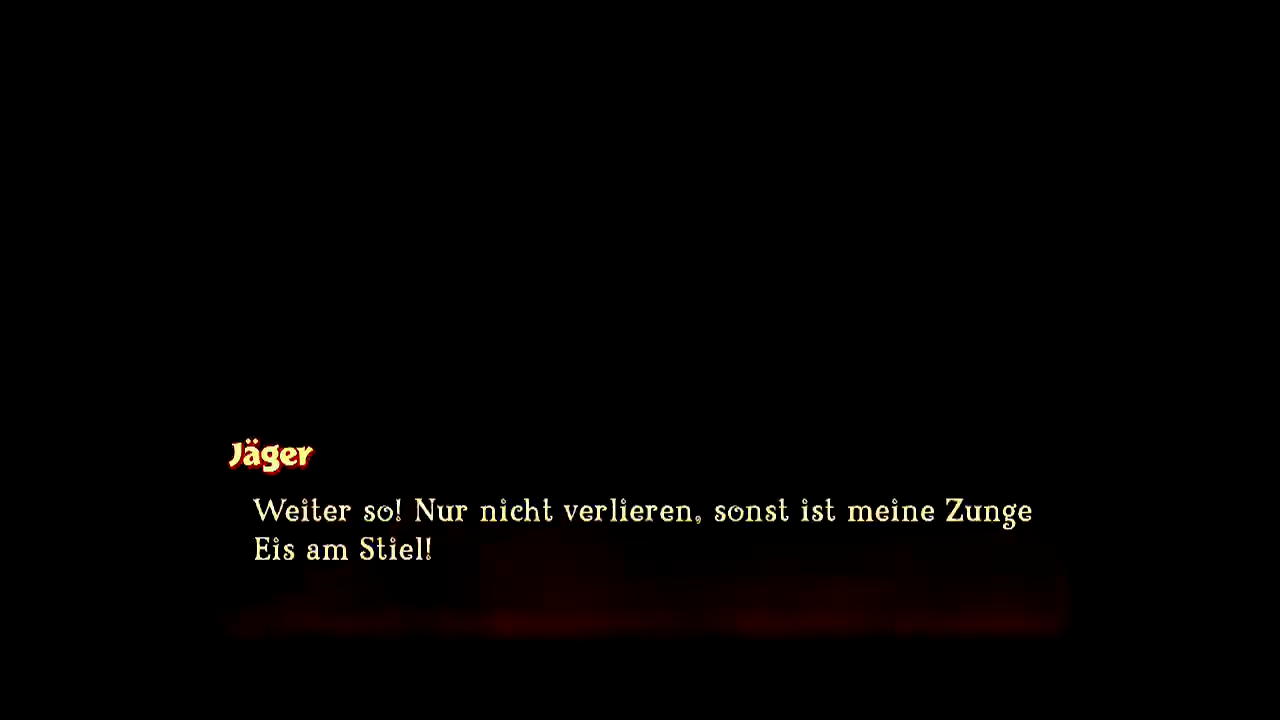 Jäger
Weiter so! Nur nicht verlieren, sonst ist meine Zunge
Eis am Stiel!